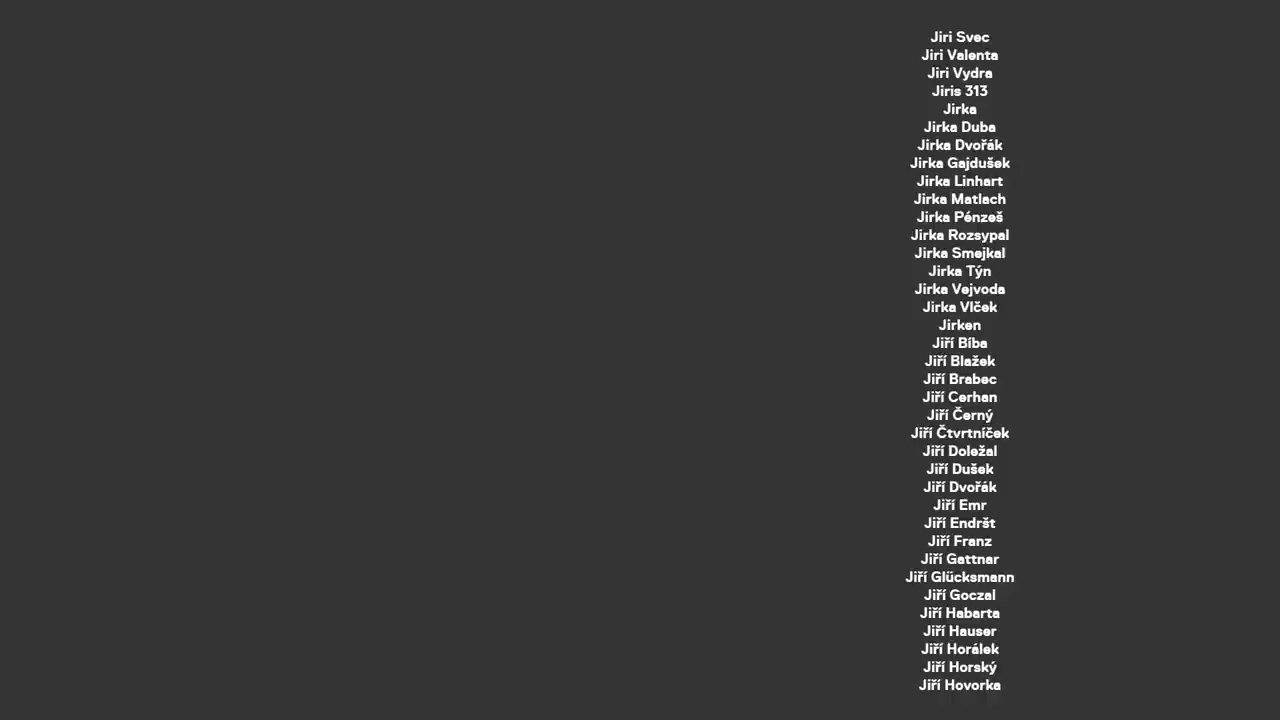 Jiri Svec
Jiri Valenta
Jiri Vydra
Jiris 313
Jirka
Jirka Duba
Jirka Dvořák
Jirka Gajdušek
Jirka Linhart
Jirka Matlach
Jirka Pénzeš
Jirka Rozsypal
Jirka Smejkal
Jirka Týn
Jirka Vejvoda
Jirka Vlček
Jirken
Jiří Bíba
Jiří Blažek
Jiří Brabec
Jiří Cerhan
Jiří Černý
Jiří Čtvrtníček
Jiří Doležal
Jiří Dušek
Jiří Dvořák
Jiří Emr
Jiří Endršt
Jiří Franz
Jiří Gattnar
Jiří Glücksmann
Jiří Goczal
Jiří Habarta
Jiří Hauser
Jiří Horálek
Jiří Horský
Jiří Hovorka